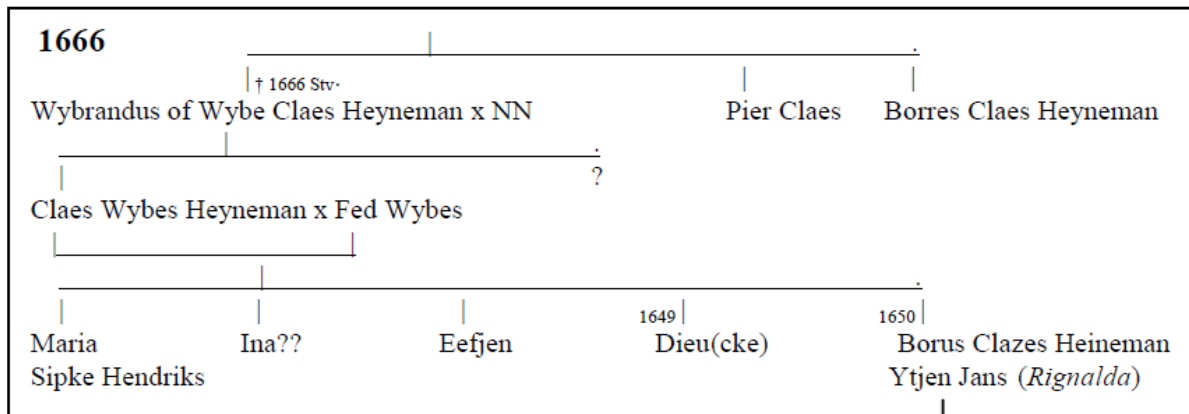 1666
† 1666 Stv.
Wybrandus of Wybe Claes Heyneman x NN Pier Claes Borres Claes Heyneman
?
Claes Wybes Heyneman x Fed Wybes
1649 1650
Maria Ina?? Eefjen Dieu(cke) Borus Clazes Heineman
Sipke Hendriks Ytjen Jans (Rignalda)